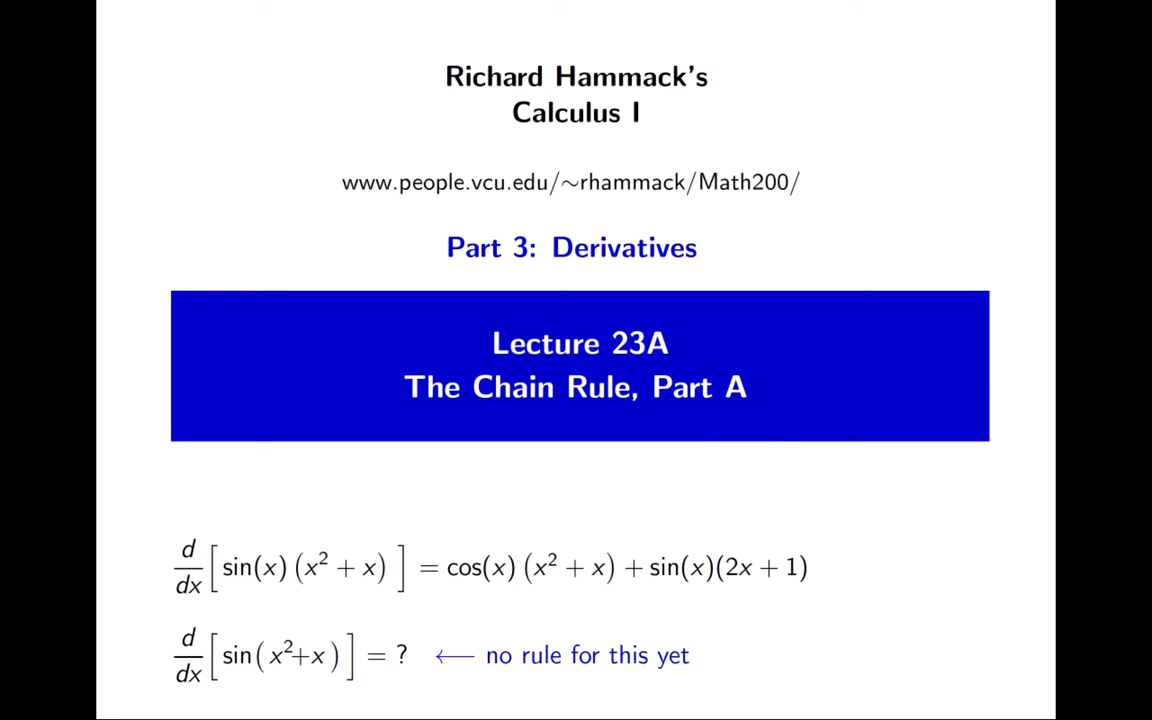 Richard Hammack's
Calculus I
www.people.vcu.edu/~rhammack/Math200/
Part 3: Derivatives
Lecture 23A
The Chain Rule, Part A
d/dx [ sin(x) (x² + x) ] = cos(x) (x² + x) + sin(x)(2x + 1)
d/dx [ sin( x²+x ) ] = ? ⟵ no rule for this yet